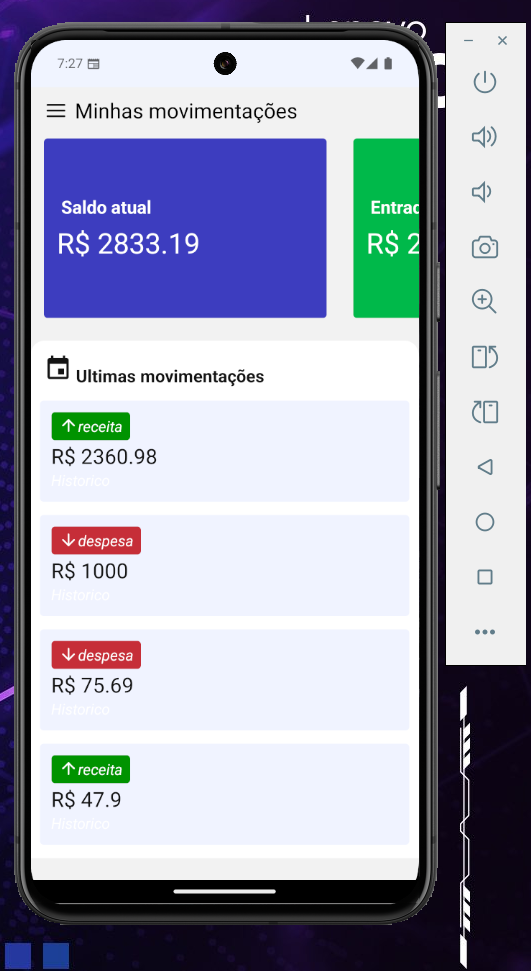 7:27
Minhas movimentações
Saldo atual
R$ 2833.19
Entrac
R$ 2
Ultimas movimentações
receita
R$ 2360.98
Historico
despesa
R$ 1000
Historico
despesa
R$ 75.69
Historico
receita
R$ 47.9
Historico